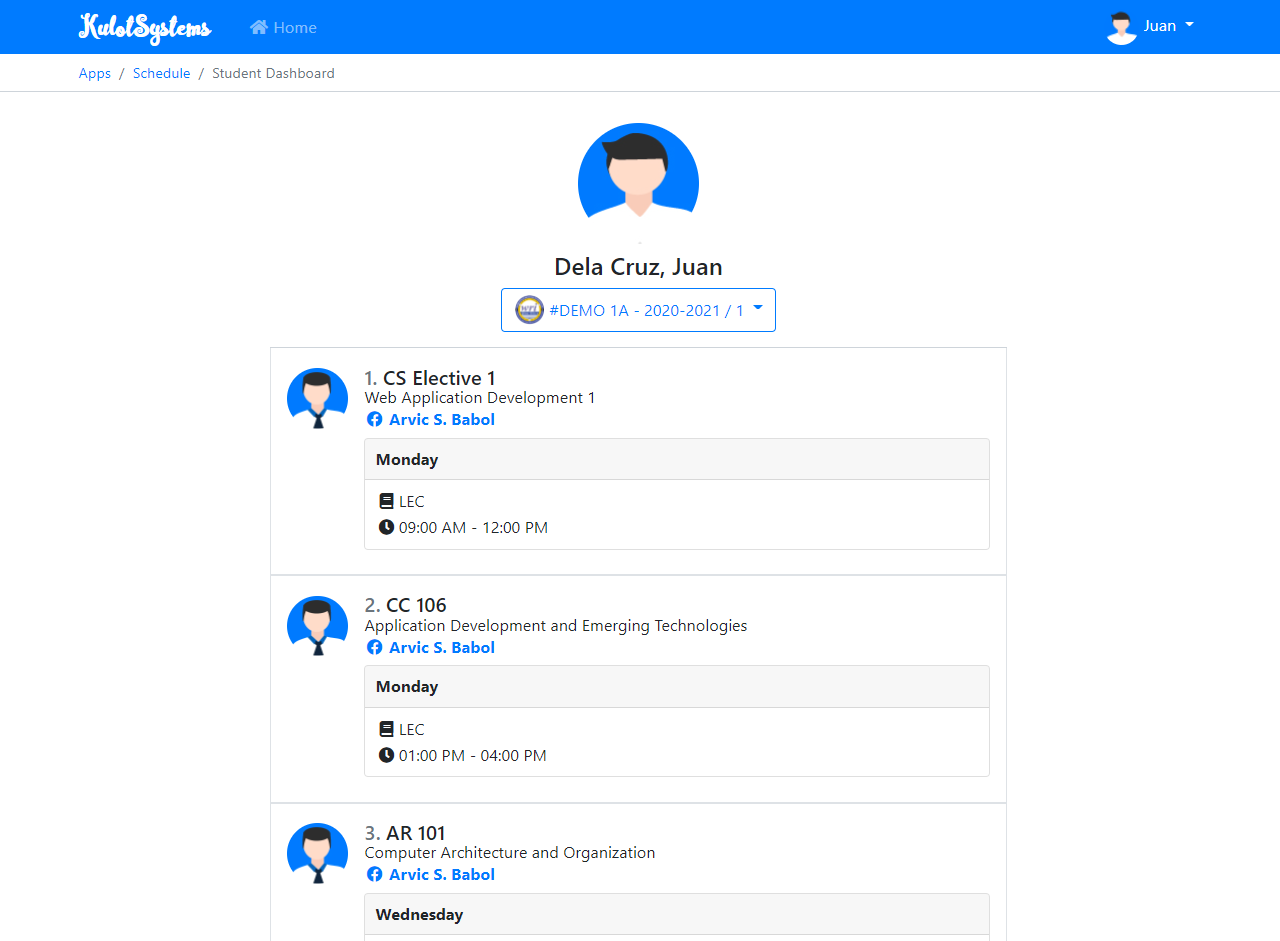 KulotSystems Home Juan
Apps / Schedule / Student Dashboard
Dela Cruz, Juan
#DEMO 1A - 2020-2021 / 1
1. CS Elective 1
Web Application Development 1
Arvic S. Babol
Monday
LEC
09:00 AM - 12:00 PM
2. CC 106
Application Development and Emerging Technologies
Arvic S. Babol
Monday
LEC
01:00 PM - 04:00 PM
3. AR 101
Computer Architecture and Organization
Arvic S. Babol
Wednesday